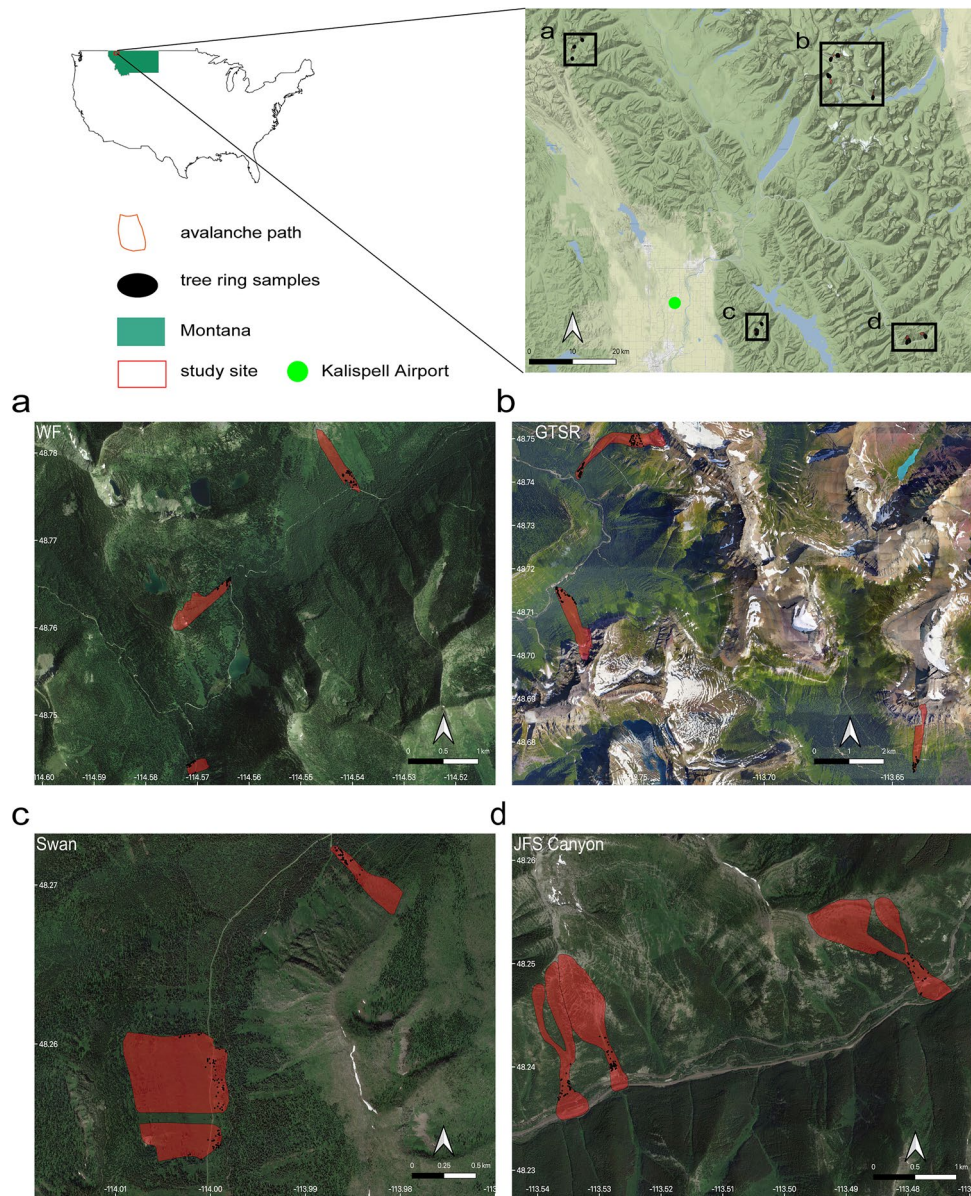 a
b
c
d
0
10
20 km
avalanche path
tree ring samples
Montana
study site
Kalispell Airport
a
WF
48.78
48.77
48.76
48.75
-114.60
-114.59
-114.58
-114.57
-114.56
-114.55
-114.54
-114.53
-114.52
0
0.5
1 km
b
GTSR
48.75
48.74
48.73
48.72
48.71
48.70
48.69
48.68
-113.70
-113.65
0
1
2 km
c
Swan
48.27
48.26
-114.01
-114.00
-113.99
-113.98
0
0.25
0.5 km
d
JFS Canyon
48.26
48.25
48.24
48.23
-113.54
-113.53
-113.52
-113.51
-113.50
-113.49
-113.48
0
0.5
1 km